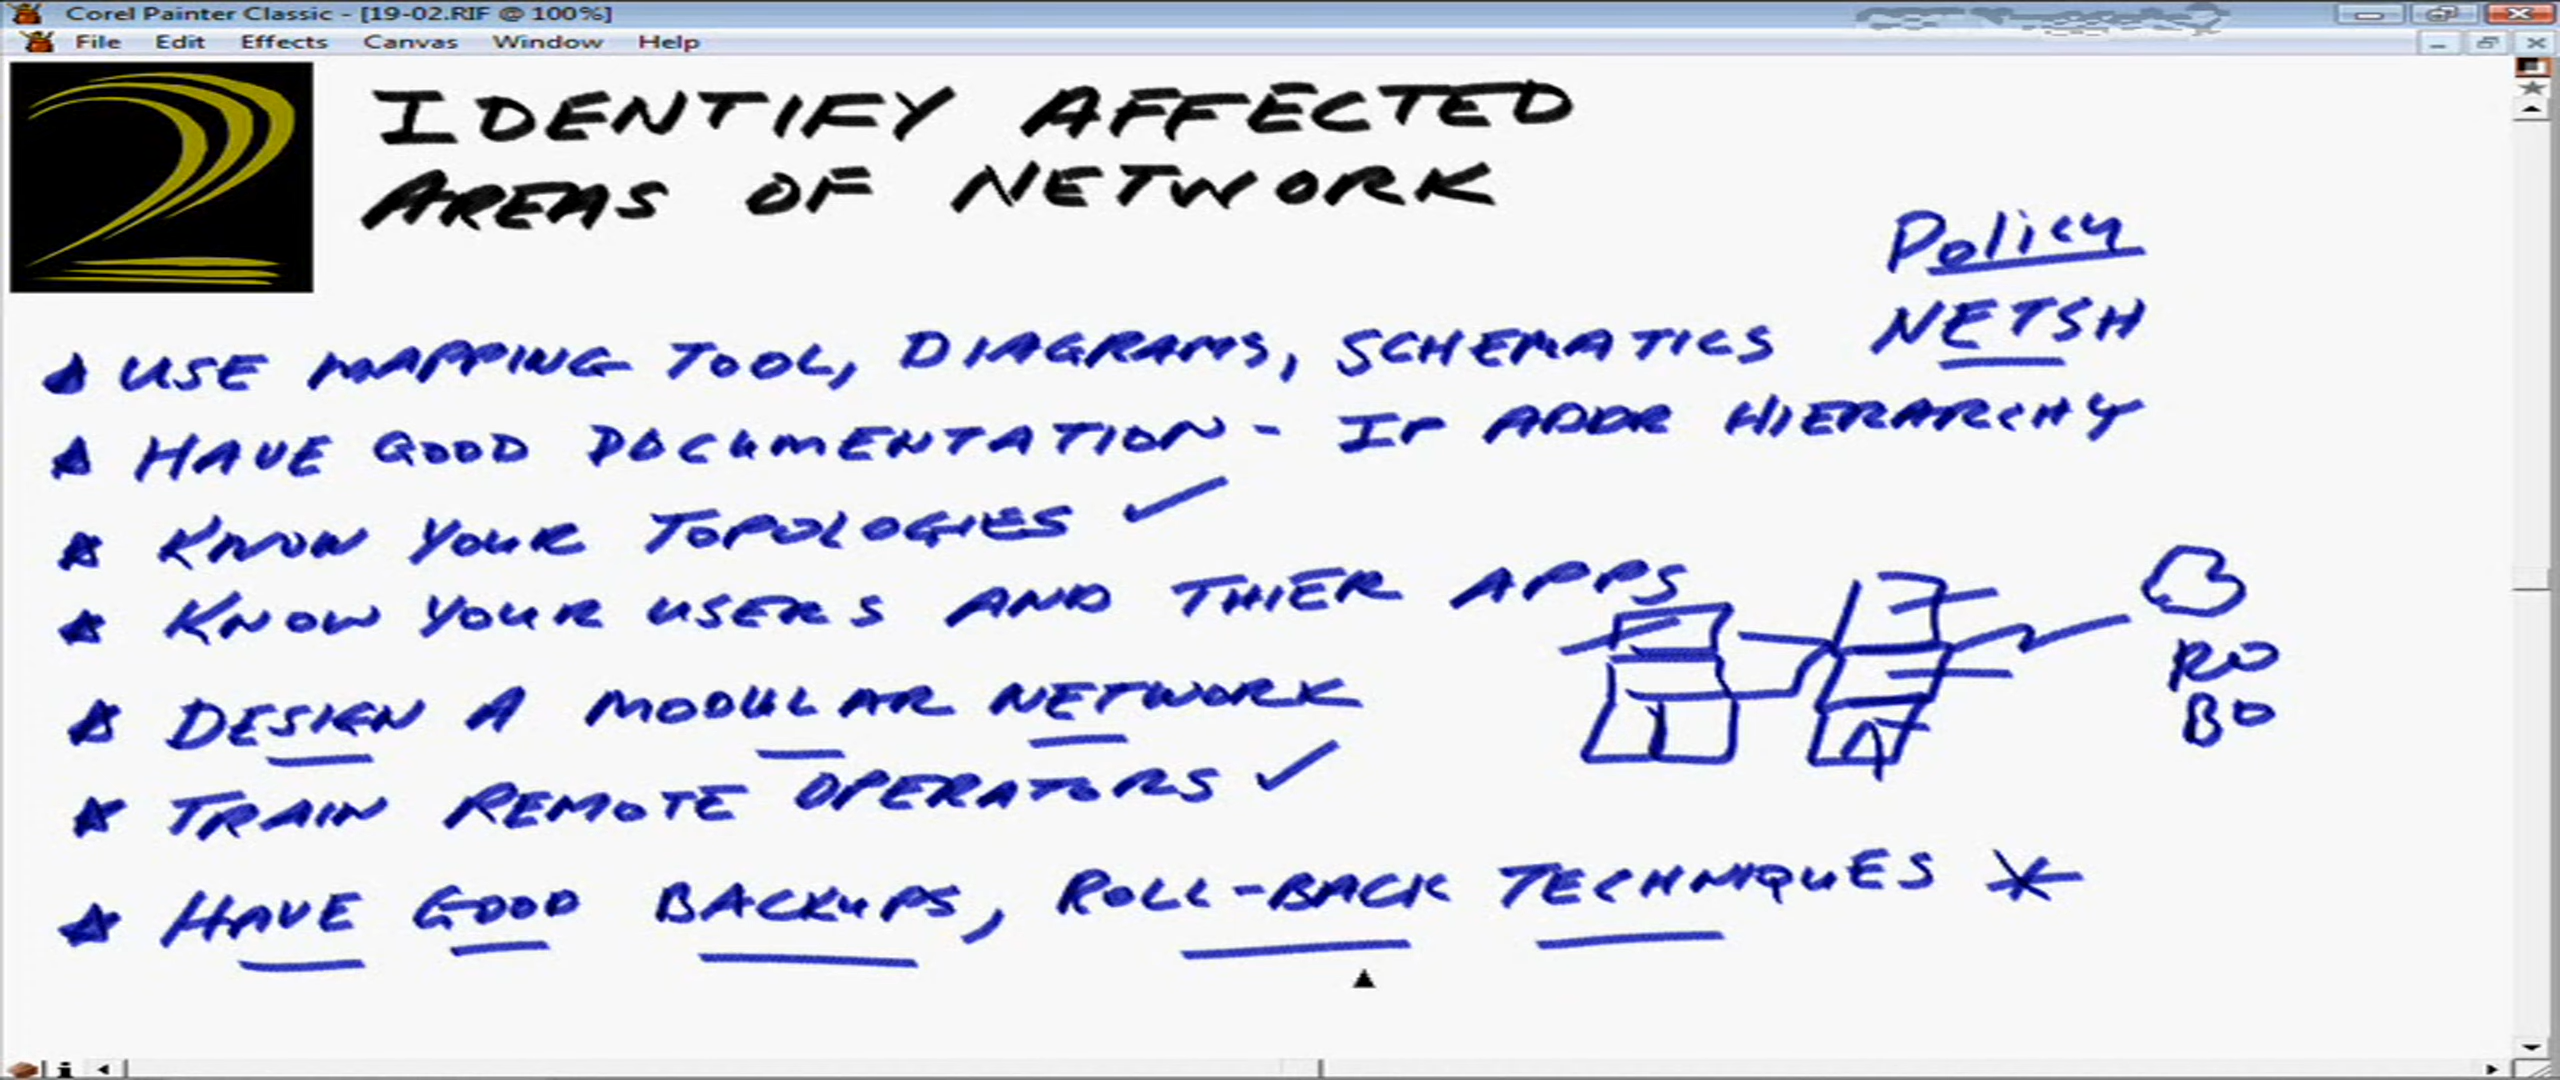 Corel Painter Classic - [19-02.RIF @ 100%]
File Edit Effects Canvas Window Help
2 IDENTIFY AFFECTED
AREAS OF NETWORK
Policy
NETSH
USE MAPPING TOOL, DIAGRAMS, SCHEMATICS
HAVE GOOD DOCUMENTATION - IP ADDR HIERARCHY
KNOW YOUR TOPOLOGIES ✓
KNOW YOUR USERS AND THIER APPS
RO
BO
DESIGN A MODULAR NETWORK
TRAIN REMOTE OPERATORS ✓
HAVE GOOD BACKUPS, ROLL-BACK TECHNIQUES *